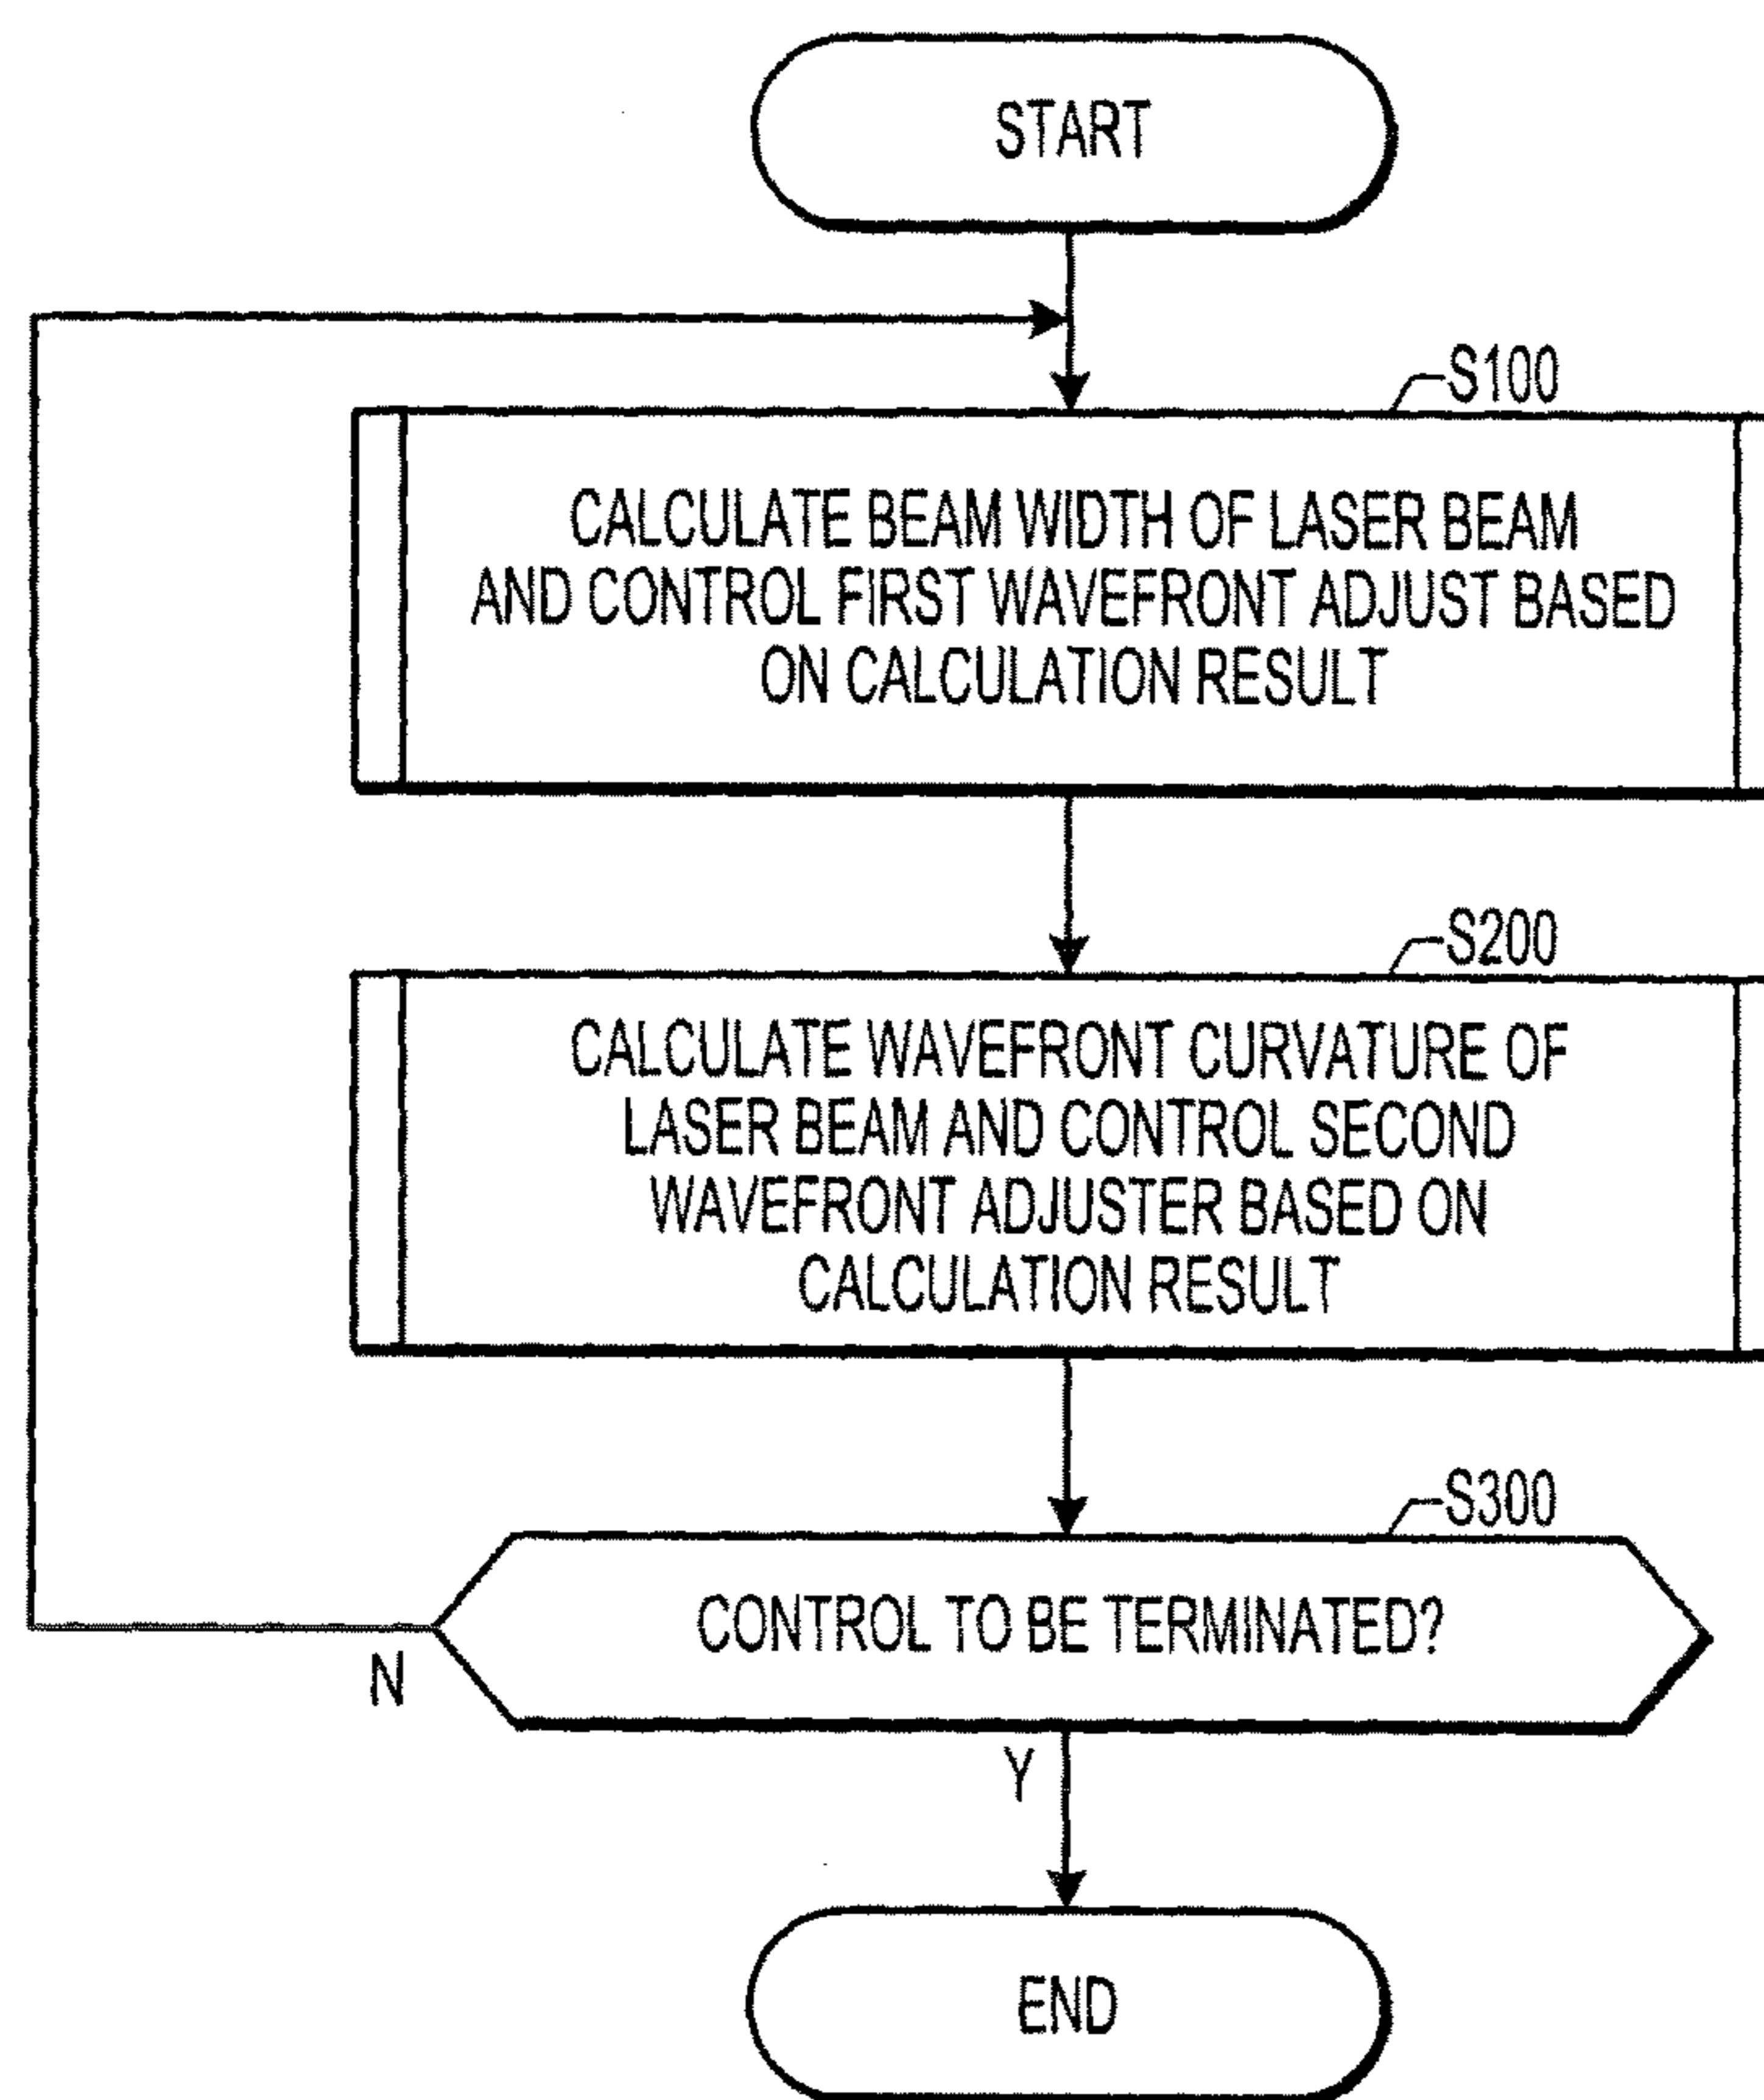 START
S100
CALCULATE BEAM WIDTH OF LASER BEAM
AND CONTROL FIRST WAVEFRONT ADJUST BASED
ON CALCULATION RESULT
S200
CALCULATE WAVEFRONT CURVATURE OF
LASER BEAM AND CONTROL SECOND
WAVEFRONT ADJUSTER BASED ON
CALCULATION RESULT
S300
CONTROL TO BE TERMINATED?
N
Y
END